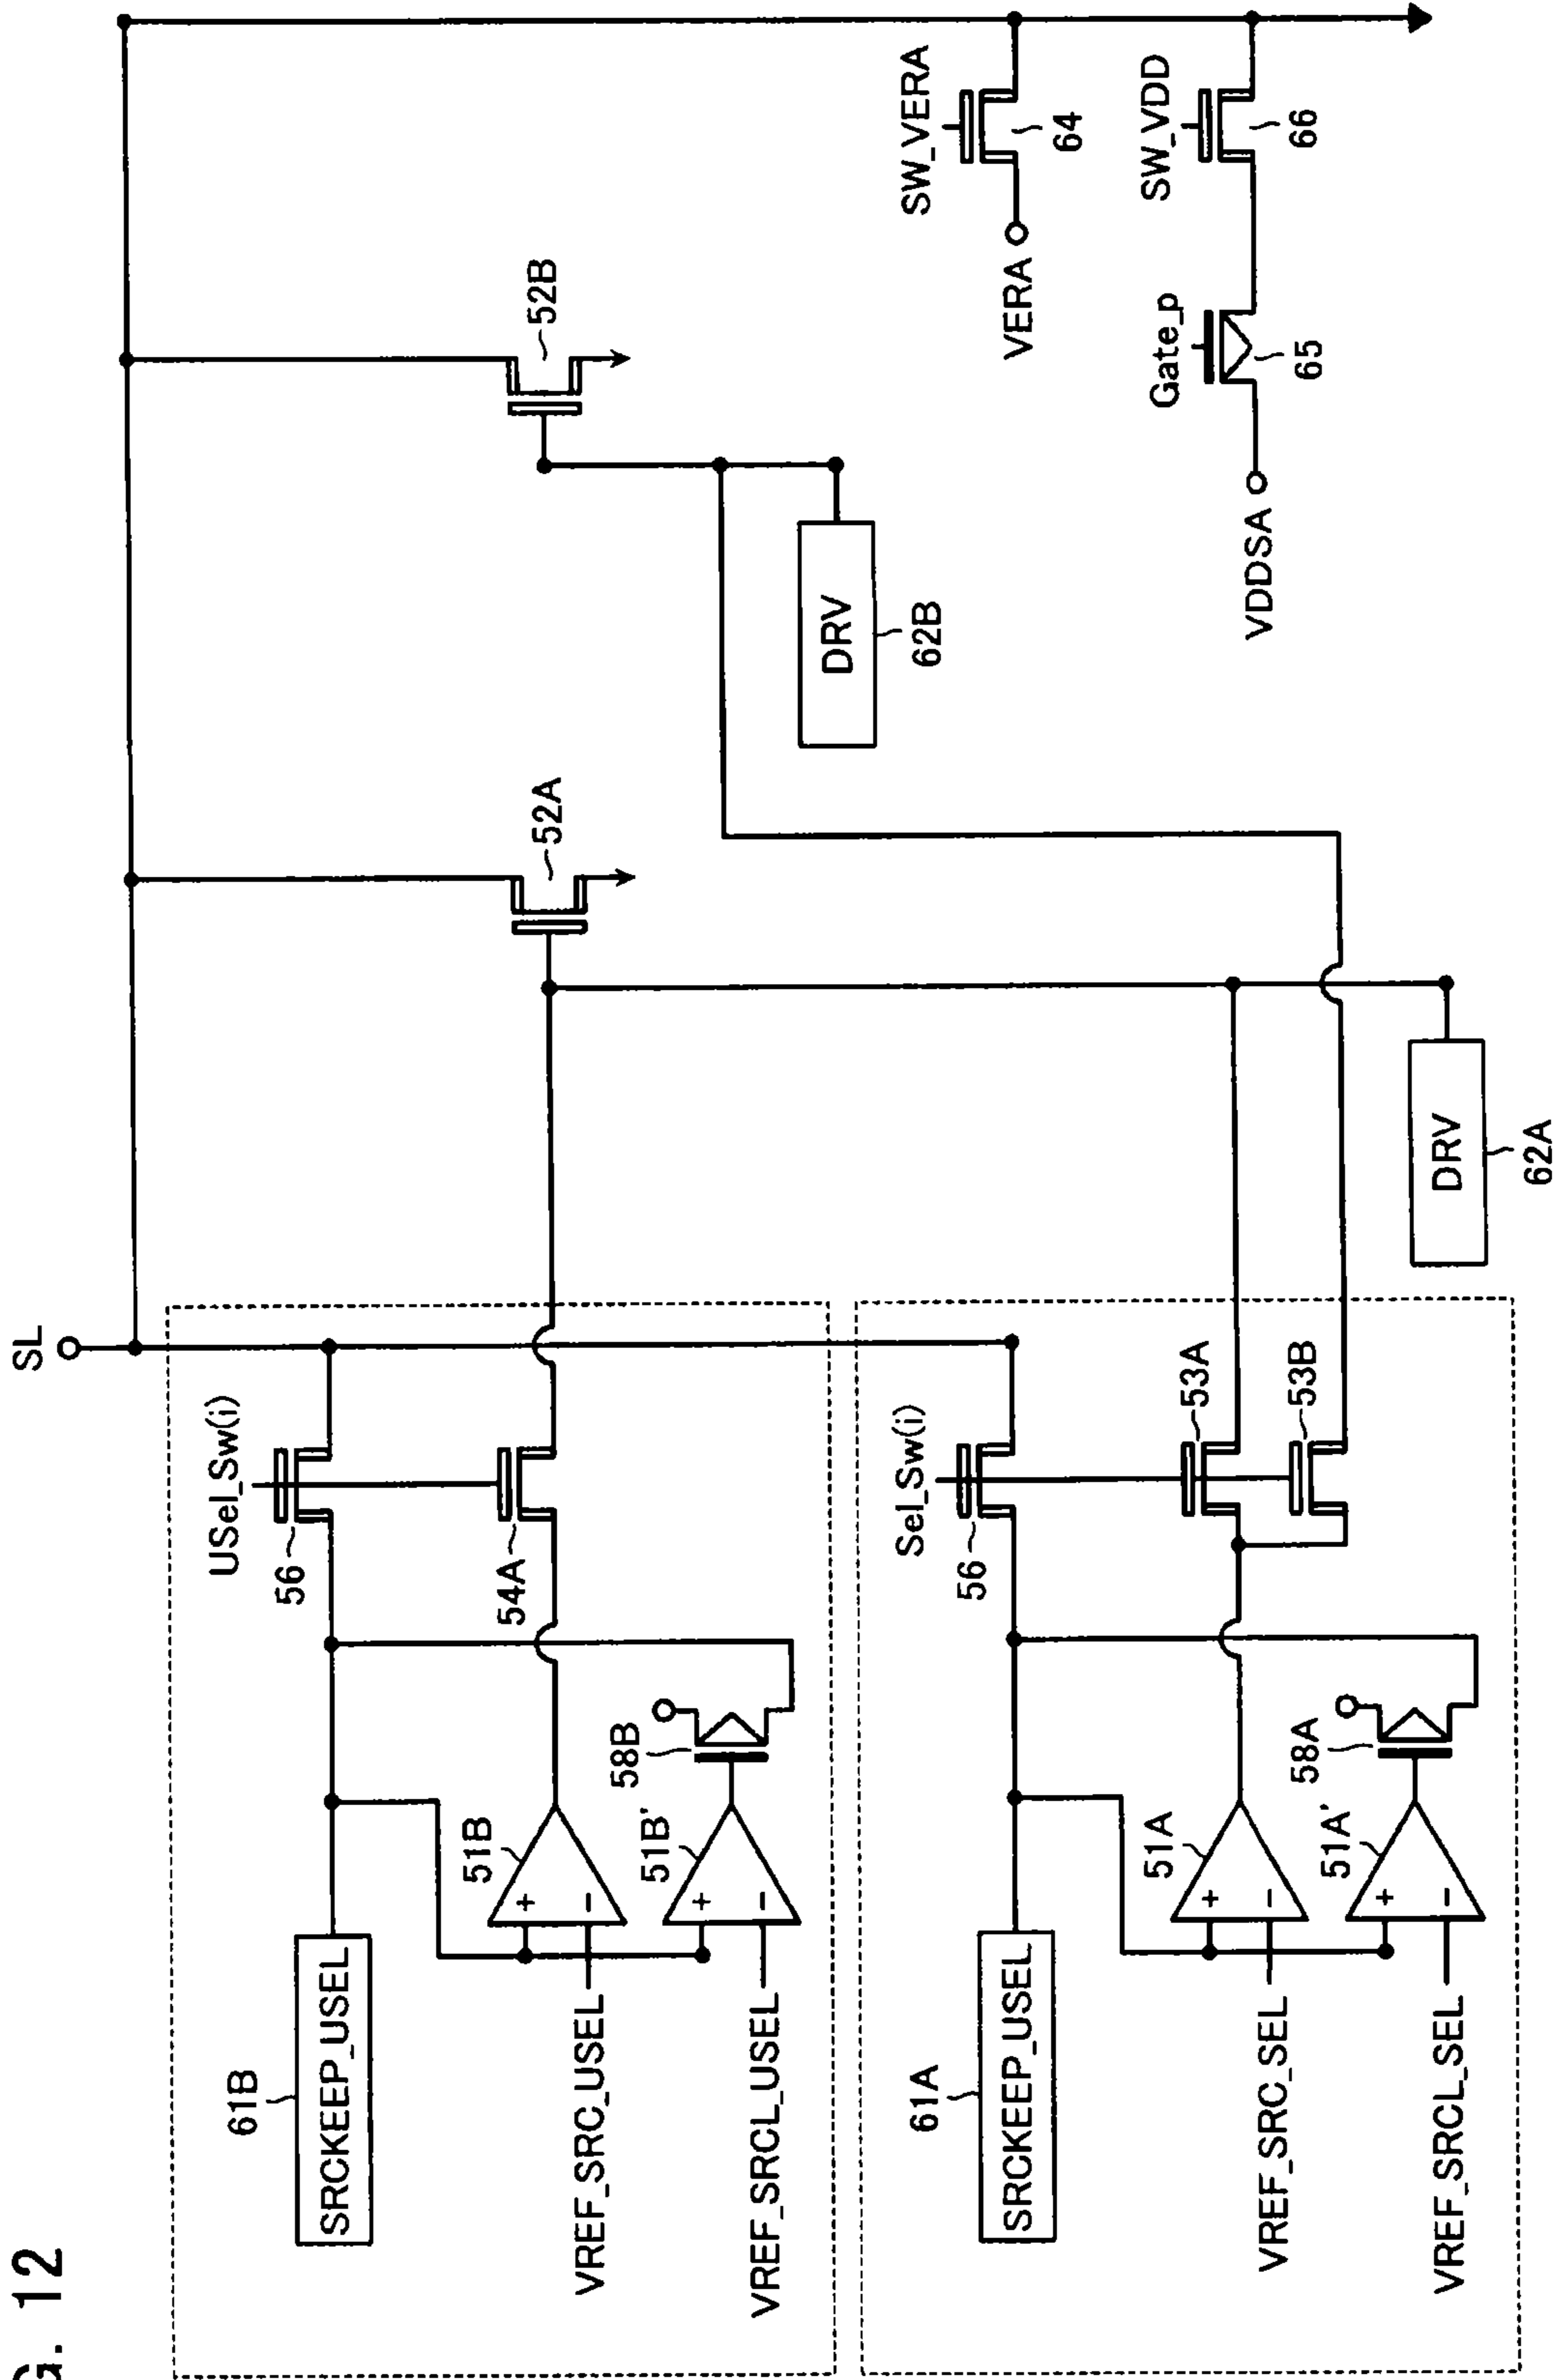 G. 12
SL
61B
SRCKEEP_USEL
USel_Sw(i)
56
54A
51B
+
-
VREF_SRC_USEL
51B'
+
-
VREF_SRCL_USEL
58B
61A
SRCKEEP_USEL
Sel_Sw(i)
56
53A
53B
51A
+
-
VREF_SRC_SEL
51A'
+
-
VREF_SRCL_SEL
58A
52A
DRV
62A
52B
DRV
62B
SW_VERA
VERA
64
SW_VDD
66
Gate_p
65
VDDSA